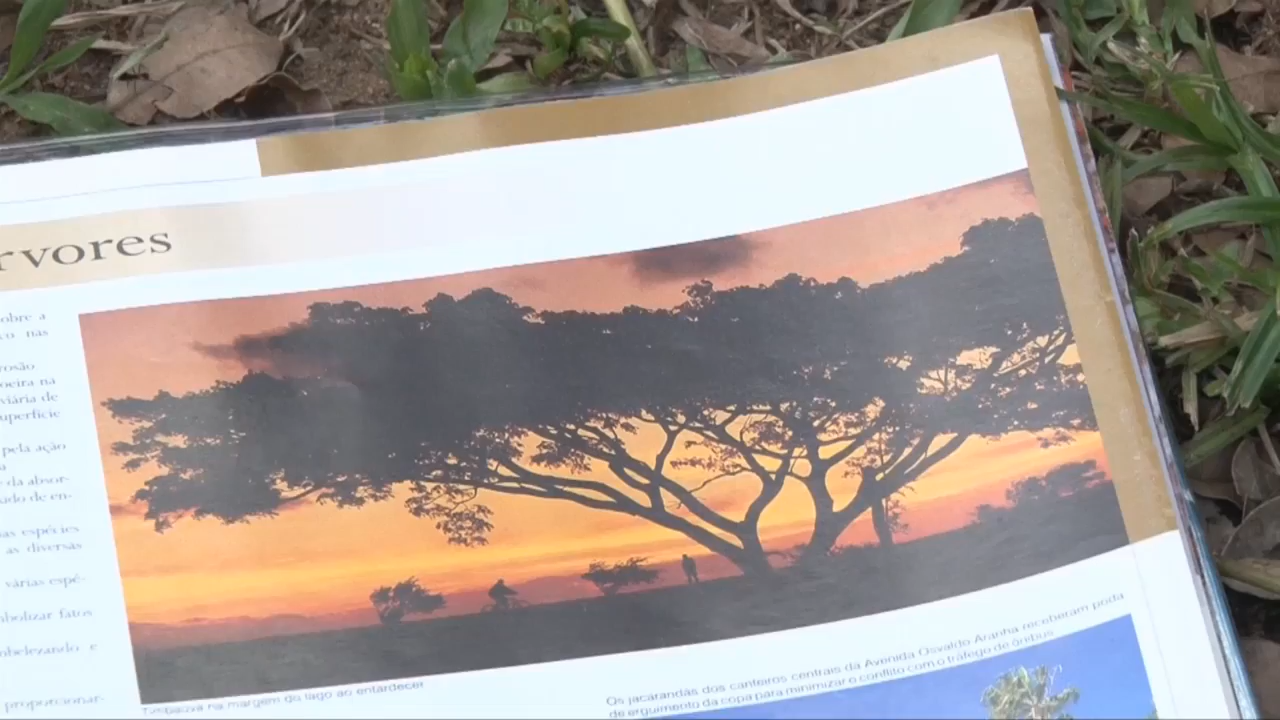 rvores
obre a
co nas
rosão
oeira na
viária de
uperfície
pela ação
a
da absor-
ado de en-
as espécies
as diversas
várias espé-
mbolizar fatos
mbelezando e
proporcionar-
na margem do lago ao entardecer
Os jacarandás dos canteiros centrais da Avenida Osvaldo Aranha receberam poda
de erguimento da copa para minimizar o conflito com o tráfego de ônibus